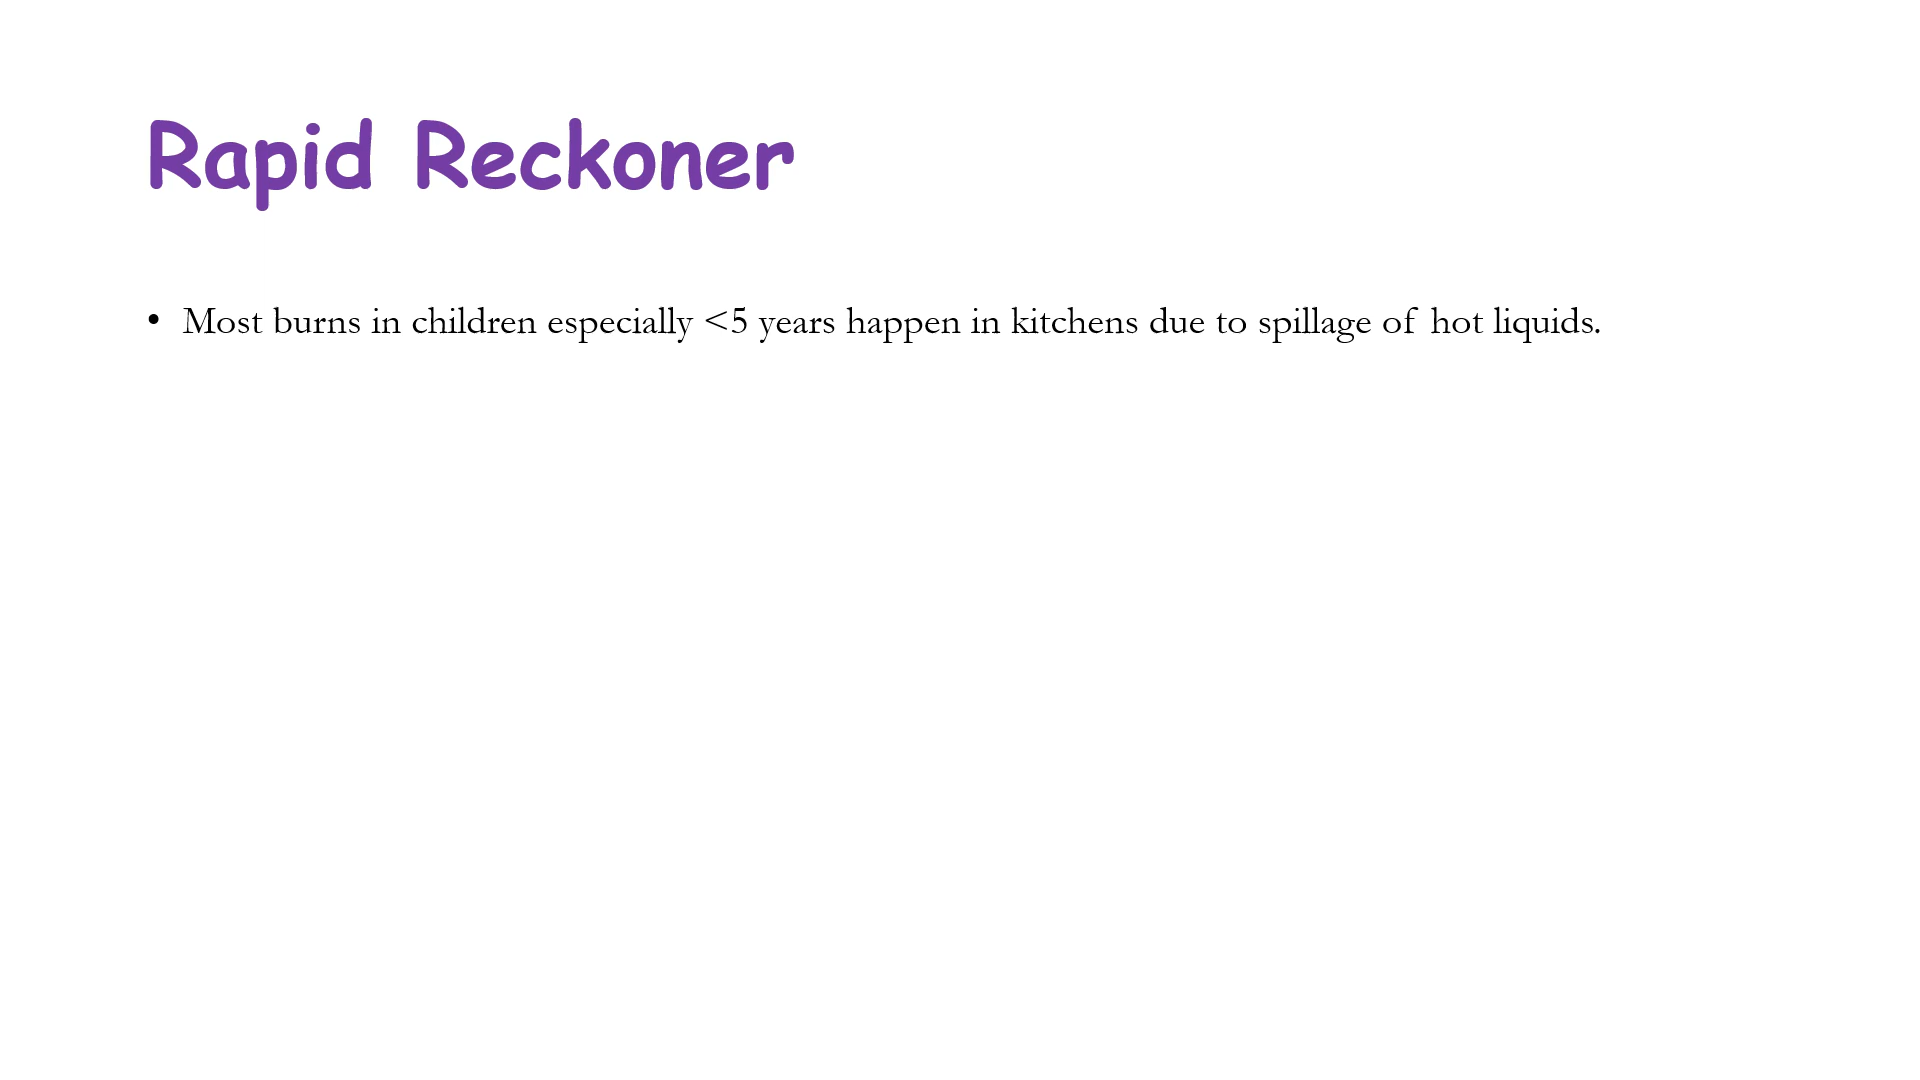 Rapid Reckoner
• Most burns in children especially <5 years happen in kitchens due to spillage of hot liquids.